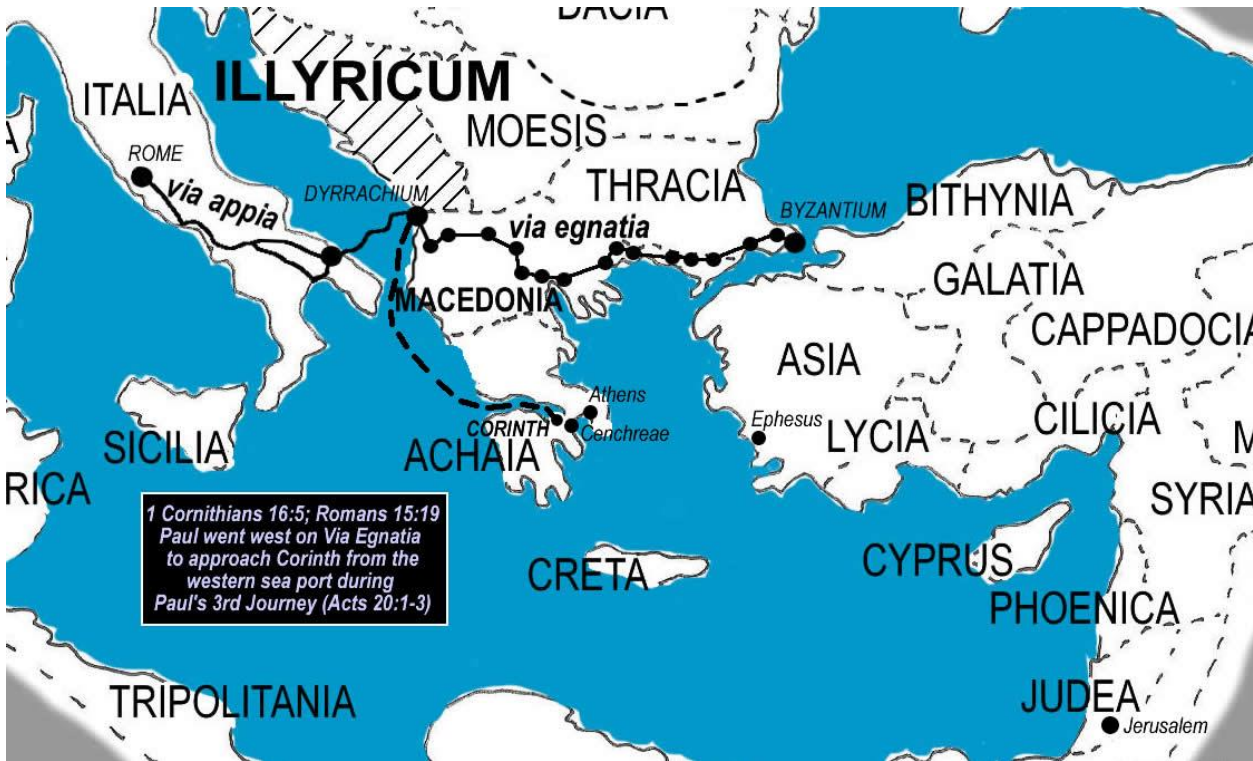 DACIA
ILLYRICUM
ITALIA
MOESIS
ROME
via appia
DYRRACHIUM
THRACIA
via egnatia
BYZANTIUM
BITHYNIA
GALATIA
MACEDONIA
CAPPADOCIA
ASIA
Athens
CORINTH
Cenchreae
Ephesus
LYCIA
CILICIA
SICILIA
ACHAIA
RICA
SYRIA
M
1 Cornithians 16:5; Romans 15:19
Paul went west on Via Egnatia
to approach Corinth from the
western sea port during
Paul's 3rd Journey (Acts 20:1-3)
CRETA
CYPRUS
PHOENICA
TRIPOLITANIA
JUDEA
Jerusalem